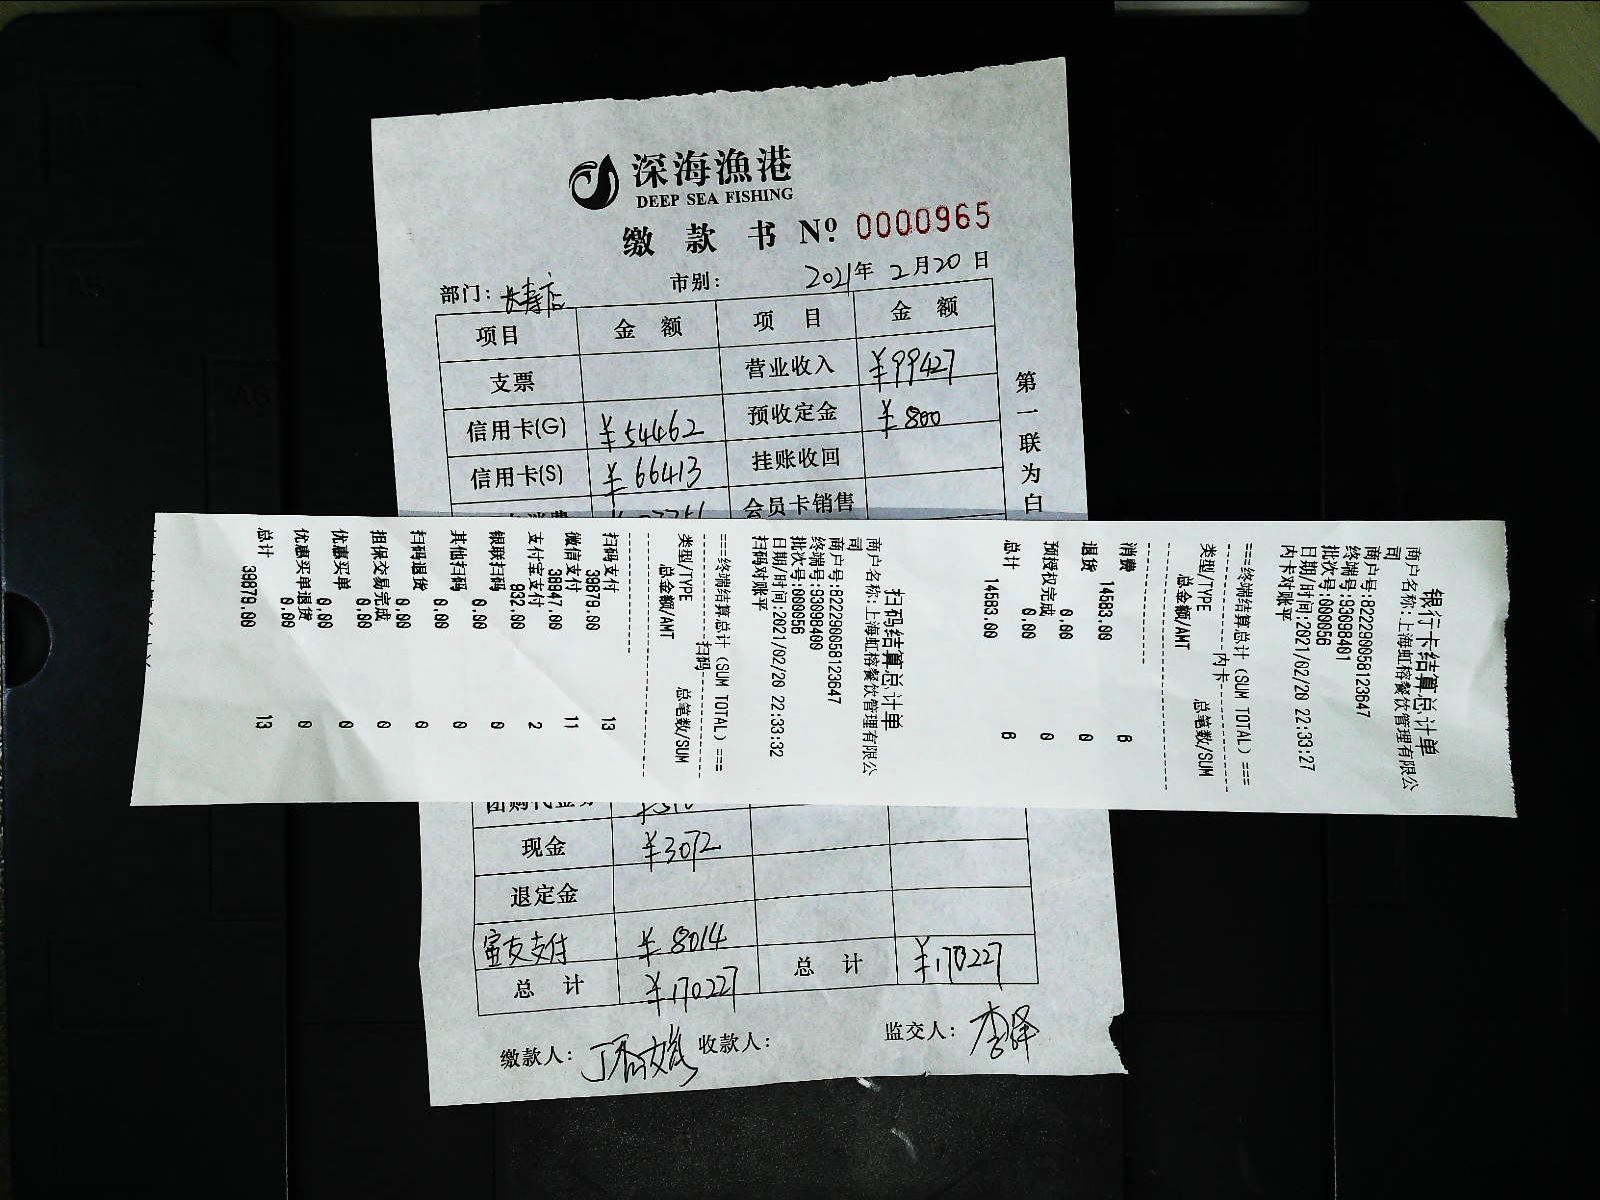 深海漁港
DEEP SEA FISHING
缴款书 Nº 0000965
部门: 长寿店 市别: 2021年 2月20日
项目 金额 项目 金额
支票 营业收入 ¥99427
信用卡(G) ¥54462 预收定金 ¥800
信用卡(S) ¥66413 挂账收回
会员卡销售
第一联为白
现金 ¥3072
退定金
支付 ¥8014
总计 ¥170227 总计 ¥170227
缴款人: 收款人: 监交人: 李锋
银行卡结算总计单
商户名称:上海虹榕餐饮管理有限公
司
商户号:822290058123647
终端号:93098401
批次号:000056
日期/时间:2021/02/20 22:33:27
内卡对账平
===终端结算总计(SUM TOTAL)===
内卡
类型/TYPE 总笔数/SUM
总金额/AMT
消费 6
14583.00
退货 0
0.00
预授权完成 0
0.00
总计 6
14583.00
扫码结算总计单
商户名称:上海虹榕餐饮管理有限公
司
商户号:822290058123647
终端号:93098400
批次号:000056
日期/时间:2021/02/20 22:33:32
扫码对账平
===终端结算总计(SUM TOTAL)===
扫码
类型/TYPE 总笔数/SUM
总金额/AMT
扫码支付 13
39879.00
微信支付 11
38947.00
支付宝支付 2
932.00
银联扫码 0
0.00
其他扫码 0
0.00
扫码退货 0
0.00
担保交易完成 0
0.00
优惠买单 0
0.00
优惠买单退货 0
0.00
总计 13
39879.00